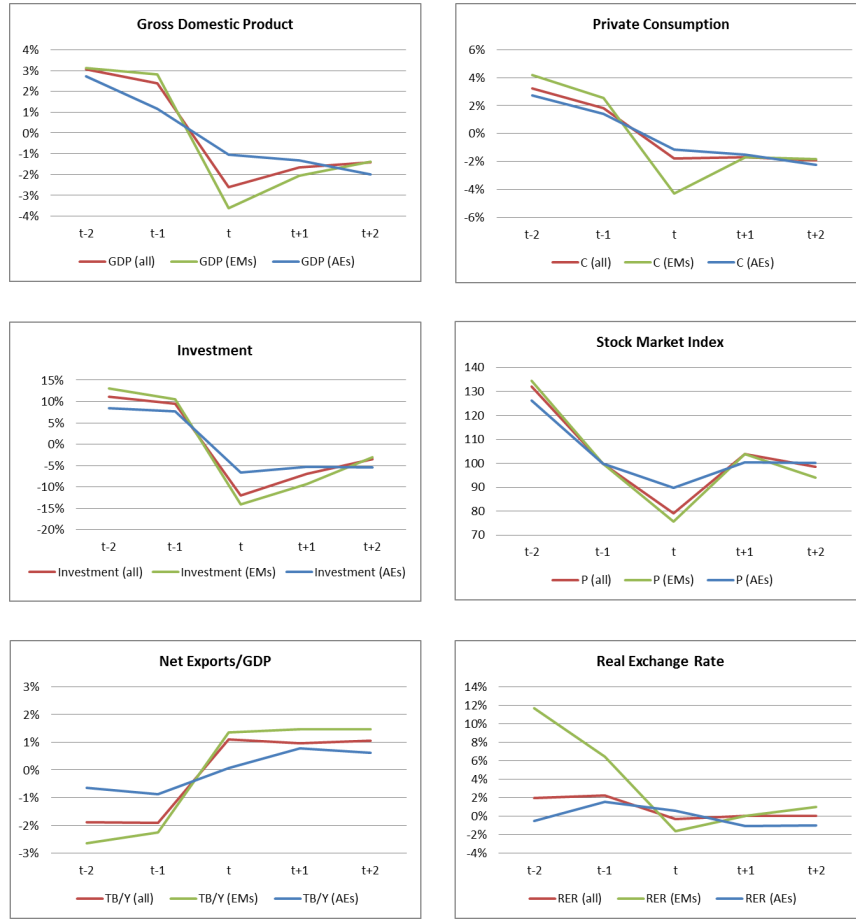 Gross Domestic Product
4%
3%
2%
1%
0%
-1%
-2%
-3%
-4%
t-2 t-1 t t+1 t+2
GDP (all) GDP (EMs) GDP (AEs)
Private Consumption
6%
4%
2%
0%
-2%
-4%
-6%
t-2 t-1 t t+1 t+2
C (all) C (EMs) C (AEs)
Investment
15%
10%
5%
0%
-5%
-10%
-15%
-20%
t-2 t-1 t t+1 t+2
Investment (all) Investment (EMs) Investment (AEs)
Stock Market Index
140
130
120
110
100
90
80
70
t-2 t-1 t t+1 t+2
P (all) P (EMs) P (AEs)
Net Exports/GDP
3%
2%
1%
0%
-1%
-2%
-3%
t-2 t-1 t t+1 t+2
TB/Y (all) TB/Y (EMs) TB/Y (AEs)
Real Exchange Rate
14%
12%
10%
8%
6%
4%
2%
0%
-2%
-4%
t-2 t-1 t t+1 t+2
RER (all) RER (EMs) RER (AEs)